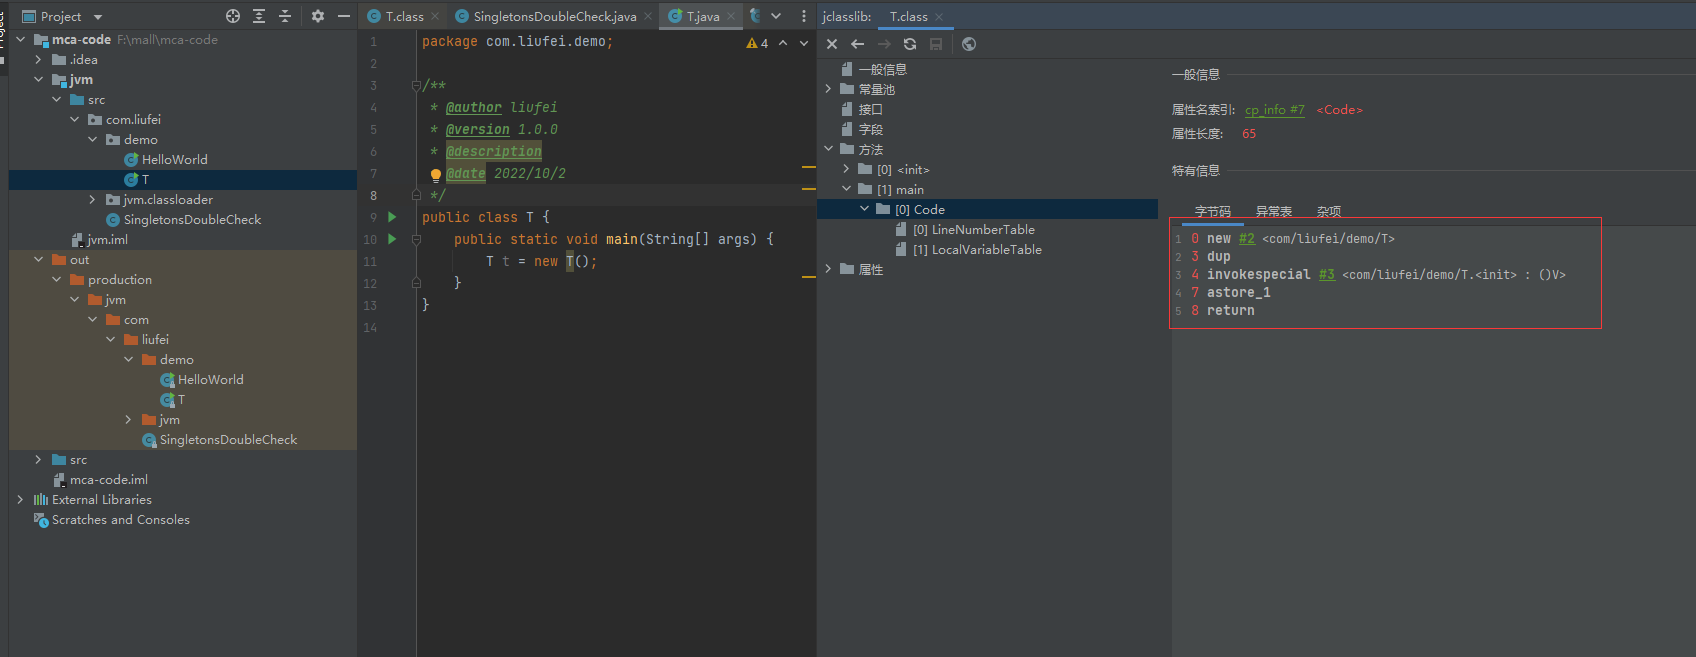 Project
mca-code F:\mall\mca-code
.idea
jvm
src
com.liufei
demo
HelloWorld
T
jvm.classloader
SingletonsDoubleCheck
jvm.iml
out
production
jvm
com
liufei
demo
HelloWorld
T
jvm
SingletonsDoubleCheck
src
mca-code.iml
External Libraries
Scratches and Consoles
T.class
SingletonsDoubleCheck.java
T.java
4
1 package com.liufei.demo;
2
3 /**
4 * @author liufei
5 * @version 1.0.0
6 * @description
7 @date 2022/10/2
8 */
9 public class T {
10 public static void main(String[] args) {
11 T t = new T();
12 }
13 }
14
jclasslib: T.class
一般信息
常量池
接口
字段
方法
[0] <init>
[1] main
[0] Code
[0] LineNumberTable
[1] LocalVariableTable
属性
一般信息
属性名索引: cp_info #7 <Code>
属性长度: 65
特有信息
字节码 异常表 杂项
1 0 new #2 <com/liufei/demo/T>
2 3 dup
3 4 invokespecial #3 <com/liufei/demo/T.<init> : ()V>
4 7 astore_1
5 8 return